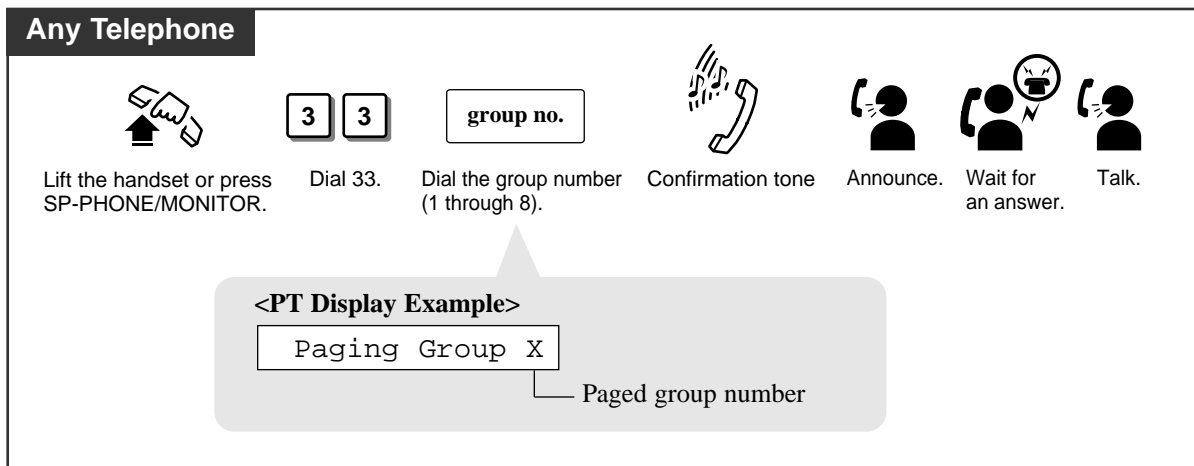 Any Telephone
3 3
group no.
Lift the handset or press
SP-PHONE/MONITOR.
Dial 33.
Dial the group number
(1 through 8).
Confirmation tone
Announce.
Wait for
an answer.
Talk.
<PT Display Example>
Paging Group X
Paged group number